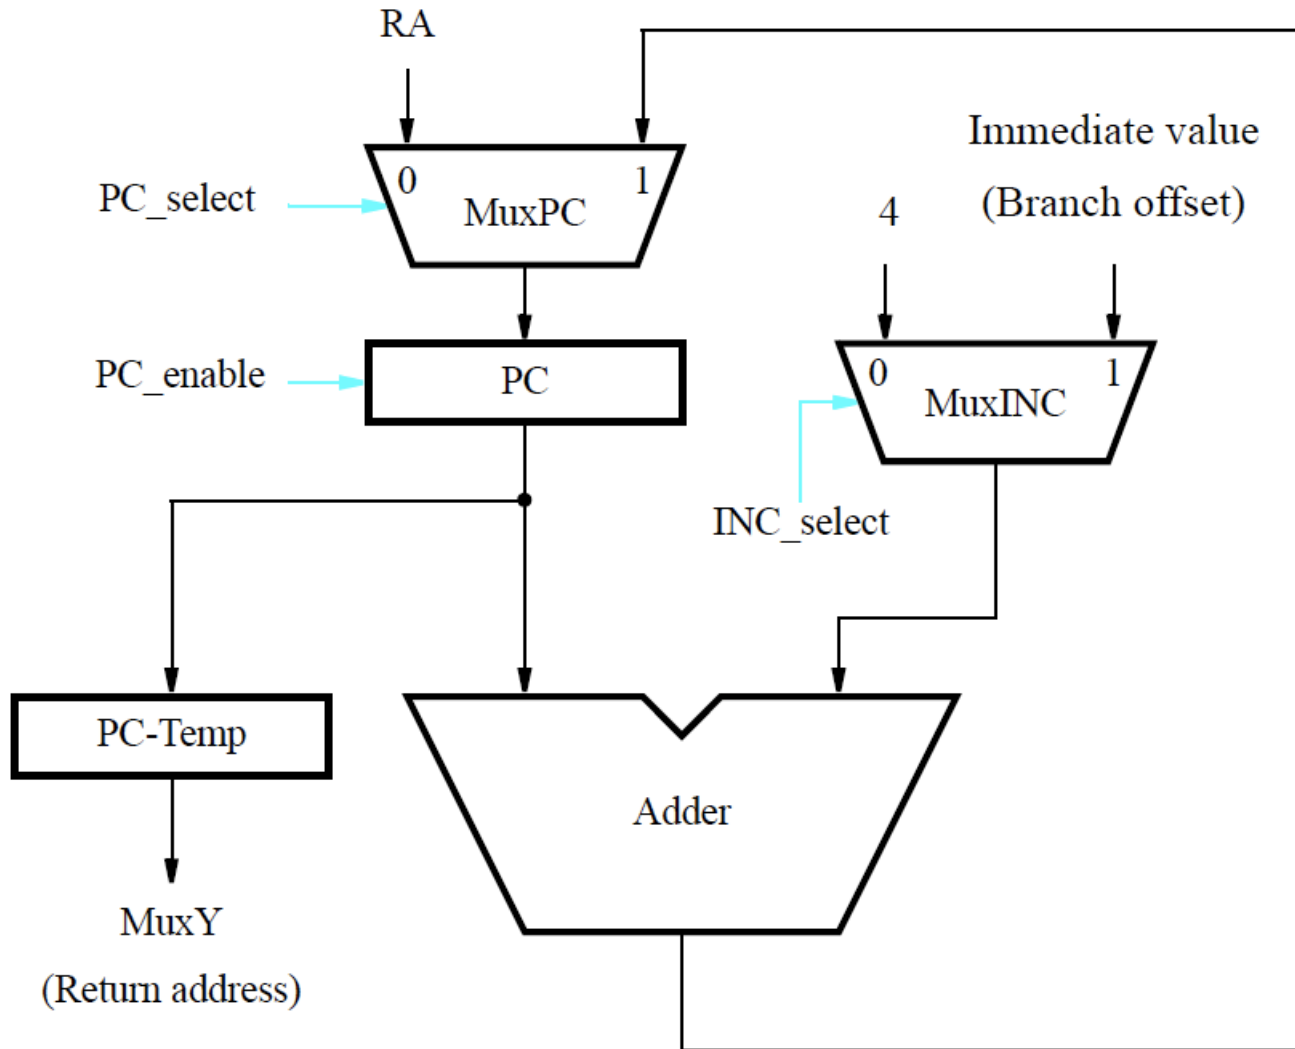 RA
Immediate value
(Branch offset)
0
1
PC_select
MuxPC
4
PC_enable
PC
0
1
MuxINC
INC_select
PC-Temp
Adder
MuxY
(Return address)